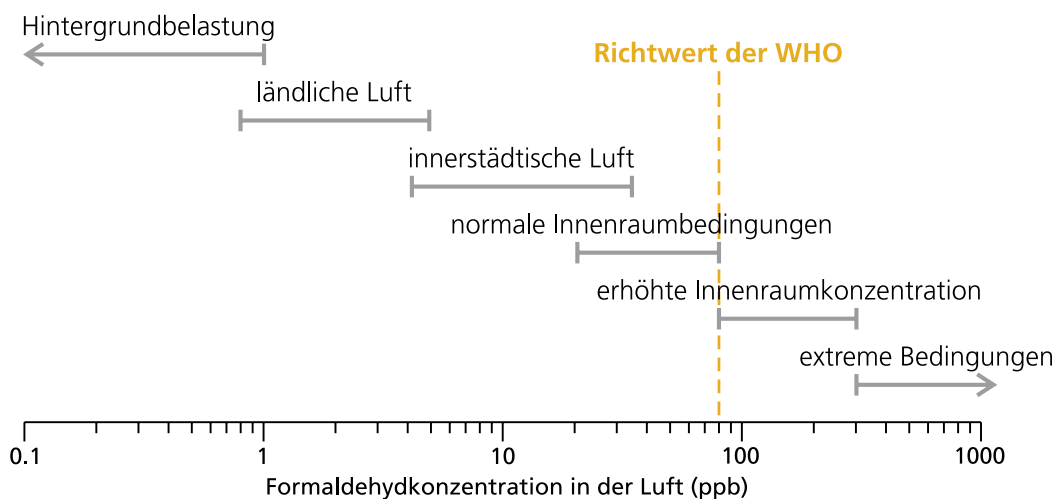 Hintergrundbelastung
Richtwert der WHO
ländliche Luft
innerstädtische Luft
normale Innenraumbedingungen
erhöhte Innenraumkonzentration
extreme Bedingungen
0.1 1 10 100 1000
Formaldehydkonzentration in der Luft (ppb)